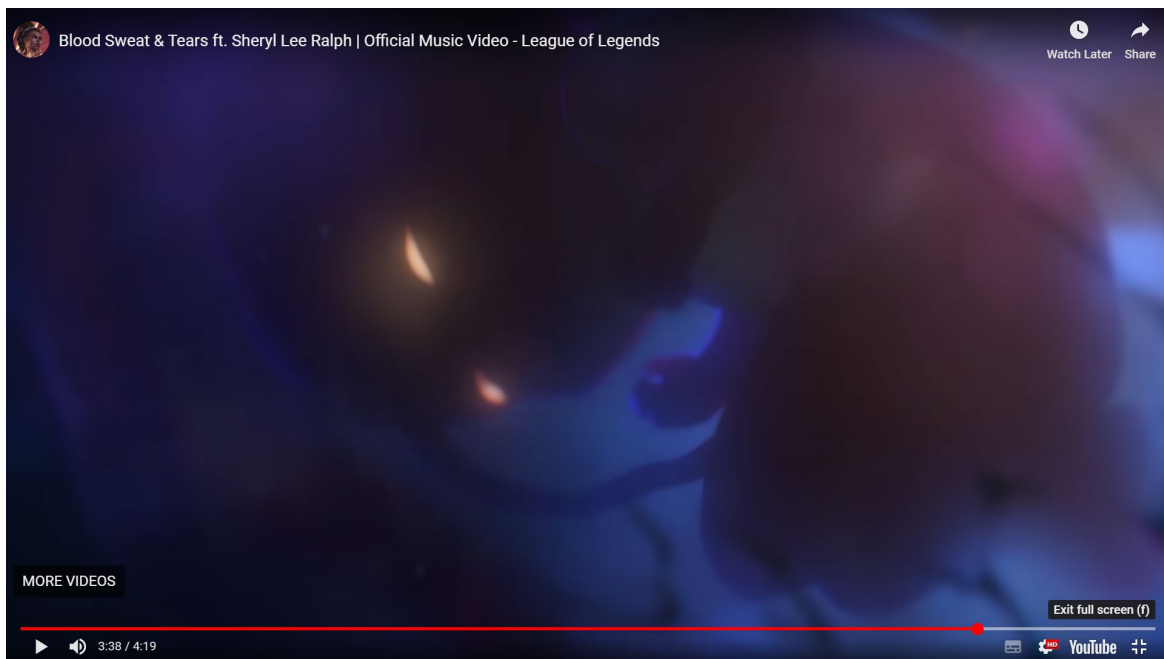 Blood Sweat & Tears ft. Sheryl Lee Ralph | Official Music Video - League of Legends
Watch Later Share
MORE VIDEOS
Exit full screen (f)
3:38 / 4:19
HD YouTube